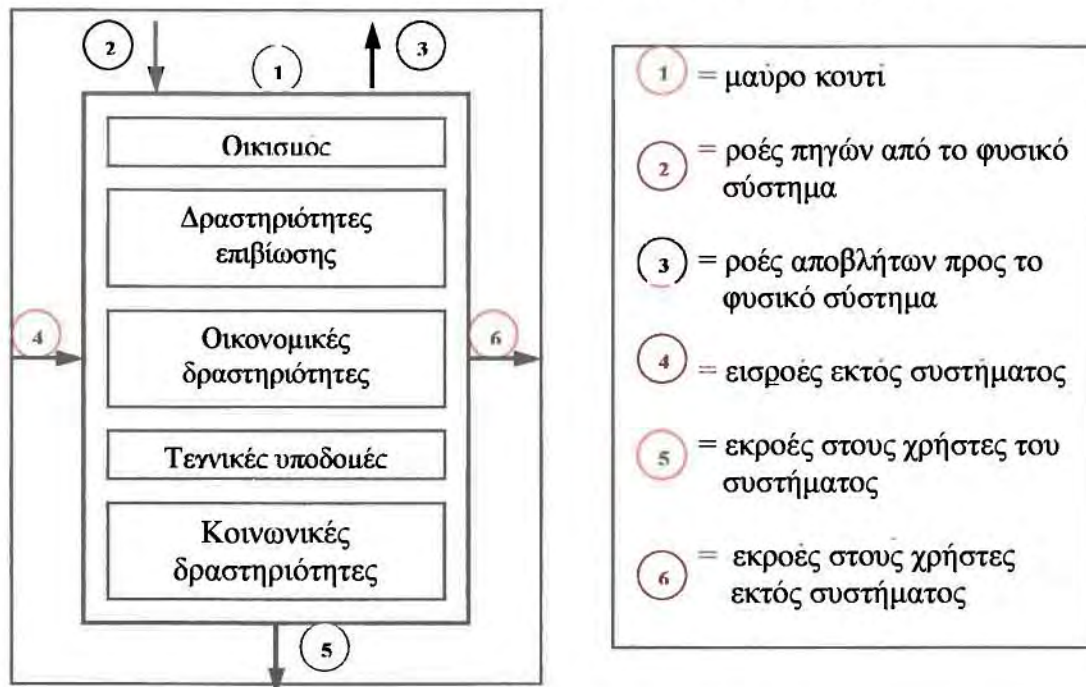 2
3
1
Οικισμός
Δραστηριότητες
επιβίωσης
4
Οικονομικές
δραστηριότητες
6
Τεχνικές υποδομές
Κοινωνικές
δραστηριότητες
5
1 = μαύρο κουτί
2 = ροές πηγών από το φυσικό
σύστημα
3 = ροές αποβλήτων προς το
φυσικό σύστημα
4 = εισροές εκτός συστήματος
5 = εκροές στους χρήστες του
συστήματος
6 = εκροές στους χρήστες
εκτός συστήματος